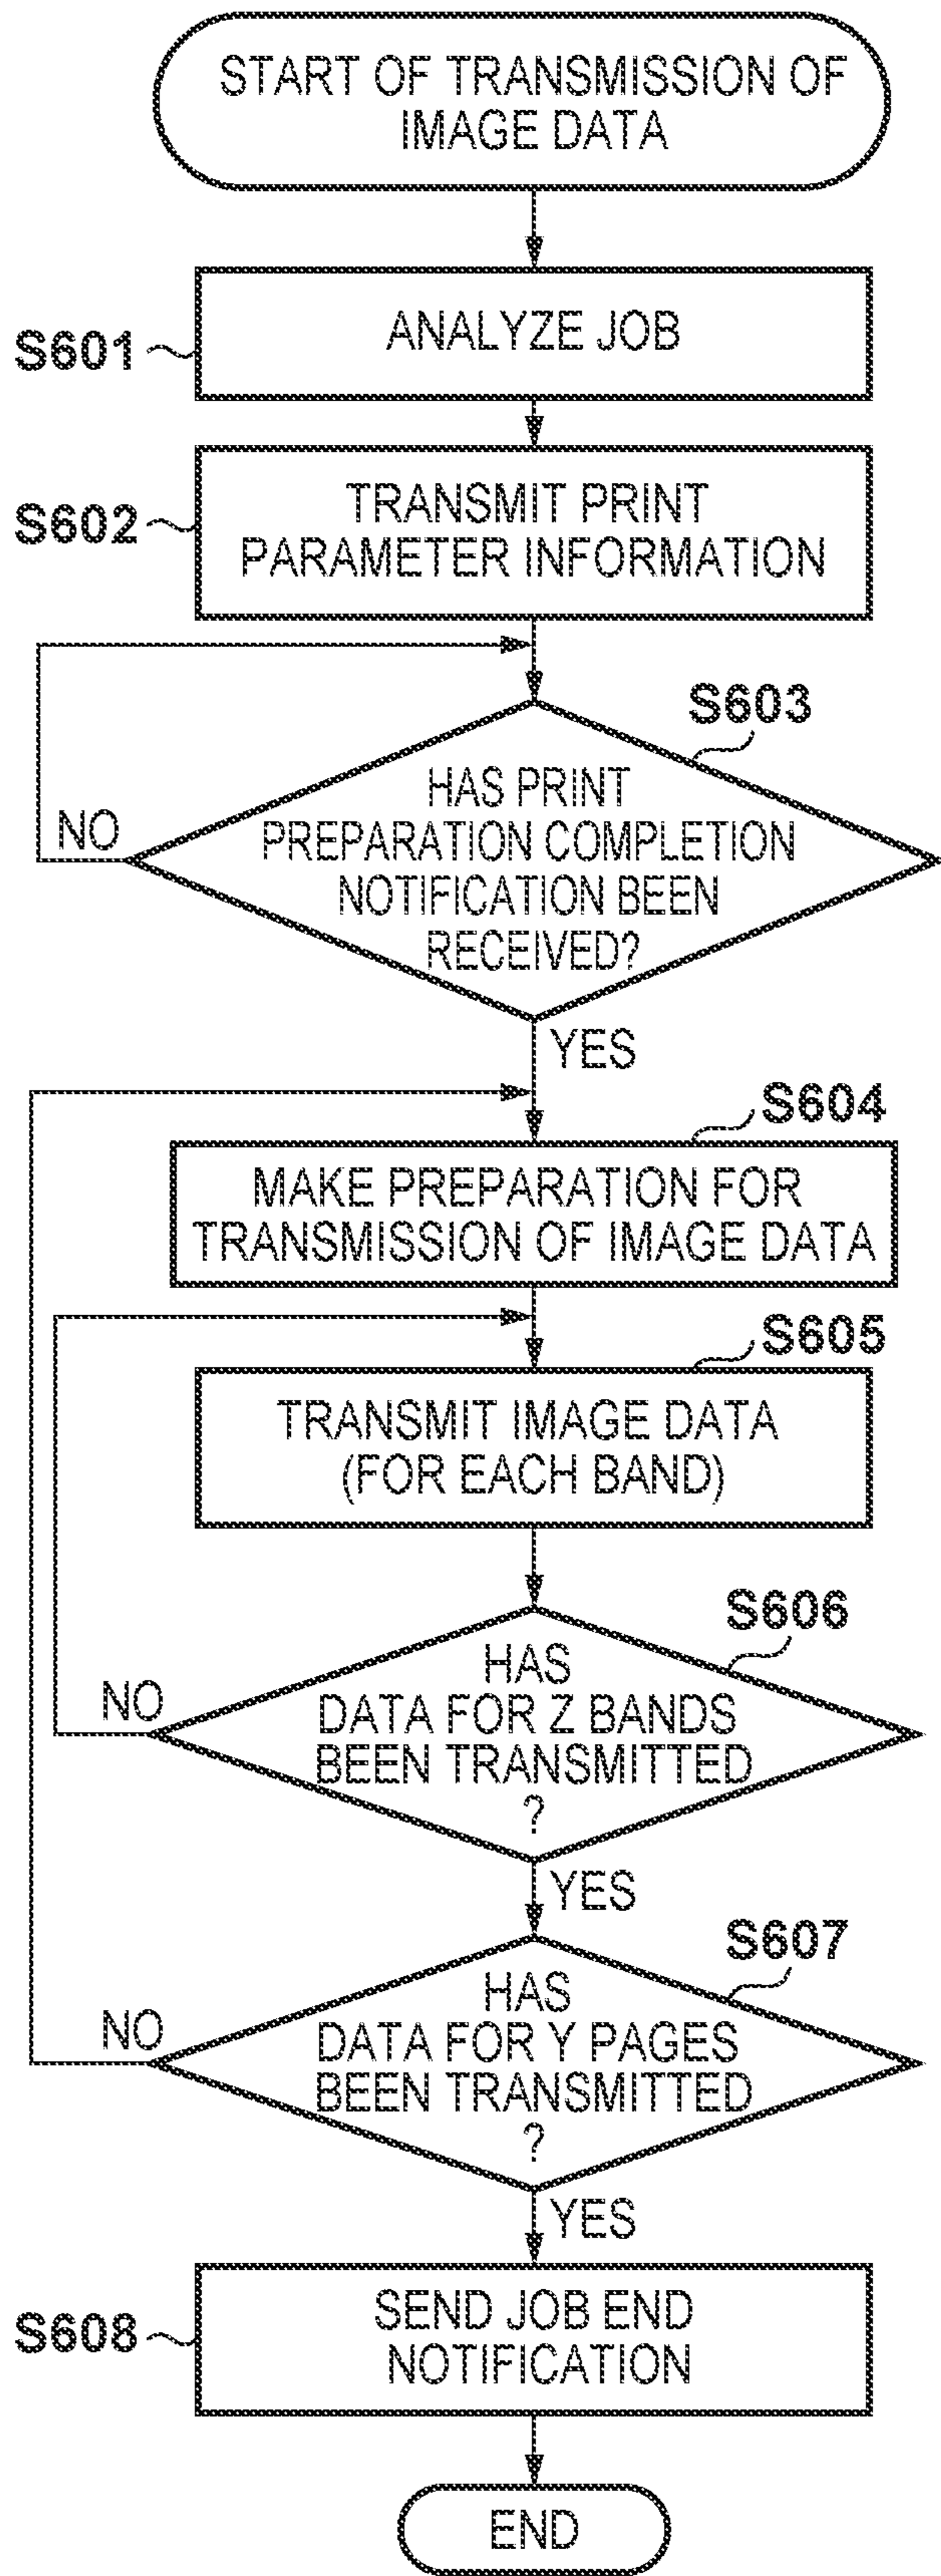 START OF TRANSMISSION OF
IMAGE DATA
S601
ANALYZE JOB
S602
TRANSMIT PRINT
PARAMETER INFORMATION
S603
HAS PRINT
PREPARATION COMPLETION
NOTIFICATION BEEN
RECEIVED?
NO
YES
S604
MAKE PREPARATION FOR
TRANSMISSION OF IMAGE DATA
S605
TRANSMIT IMAGE DATA
(FOR EACH BAND)
S606
HAS
DATA FOR Z BANDS
BEEN TRANSMITTED
?
NO
YES
S607
HAS
DATA FOR Y PAGES
BEEN TRANSMITTED
?
NO
YES
S608
SEND JOB END
NOTIFICATION
END